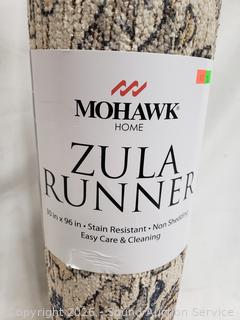 MOHAWK
HOME
ZULA
RUNNER
30 in x 96 in • Stain Resistant • Non Shedding
Easy Care & Cleaning
Copyright 2026 - Sound Auction Service